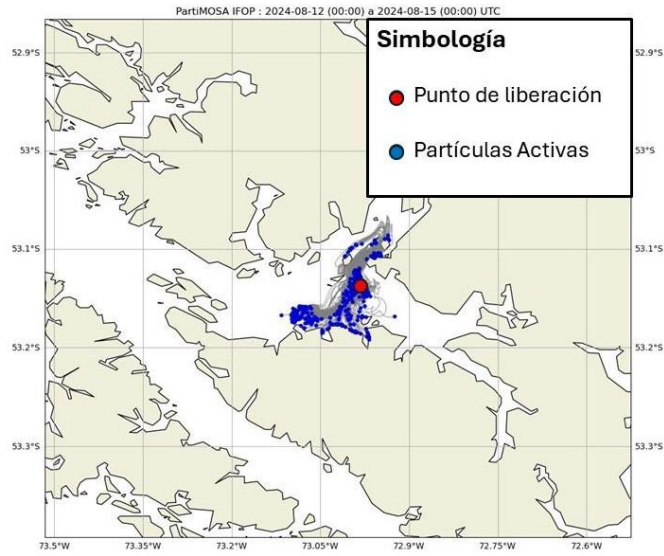 PartiMOSA IFOP : 2024-08-12 (00:00) a 2024-08-15 (00:00) UTC
Simbología
Punto de liberación
Partículas Activas
52.9°S 52.9°S
53°S 53°S
53.1°S 53.1°S
53.2°S 53.2°S
53.3°S 53.3°S
73.5°W 73.35°W 73.2°W 73.05°W 72.9°W 72.75°W 72.6°W